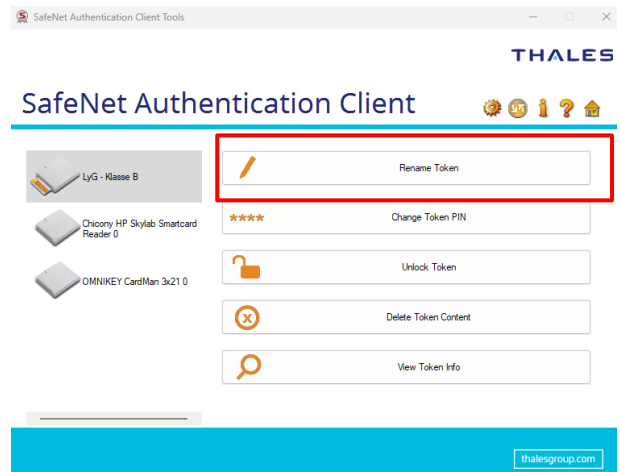 SafeNet Authentication Client Tools
THALES
SafeNet Authentication Client
LyG - Klasse B
Chicony HP Skylab Smartcard
Reader 0
OMNIKEY CardMan 3x21 0
Rename Token
****
Change Token PIN
Unlock Token
Delete Token Content
View Token Info
thalesgroup.com